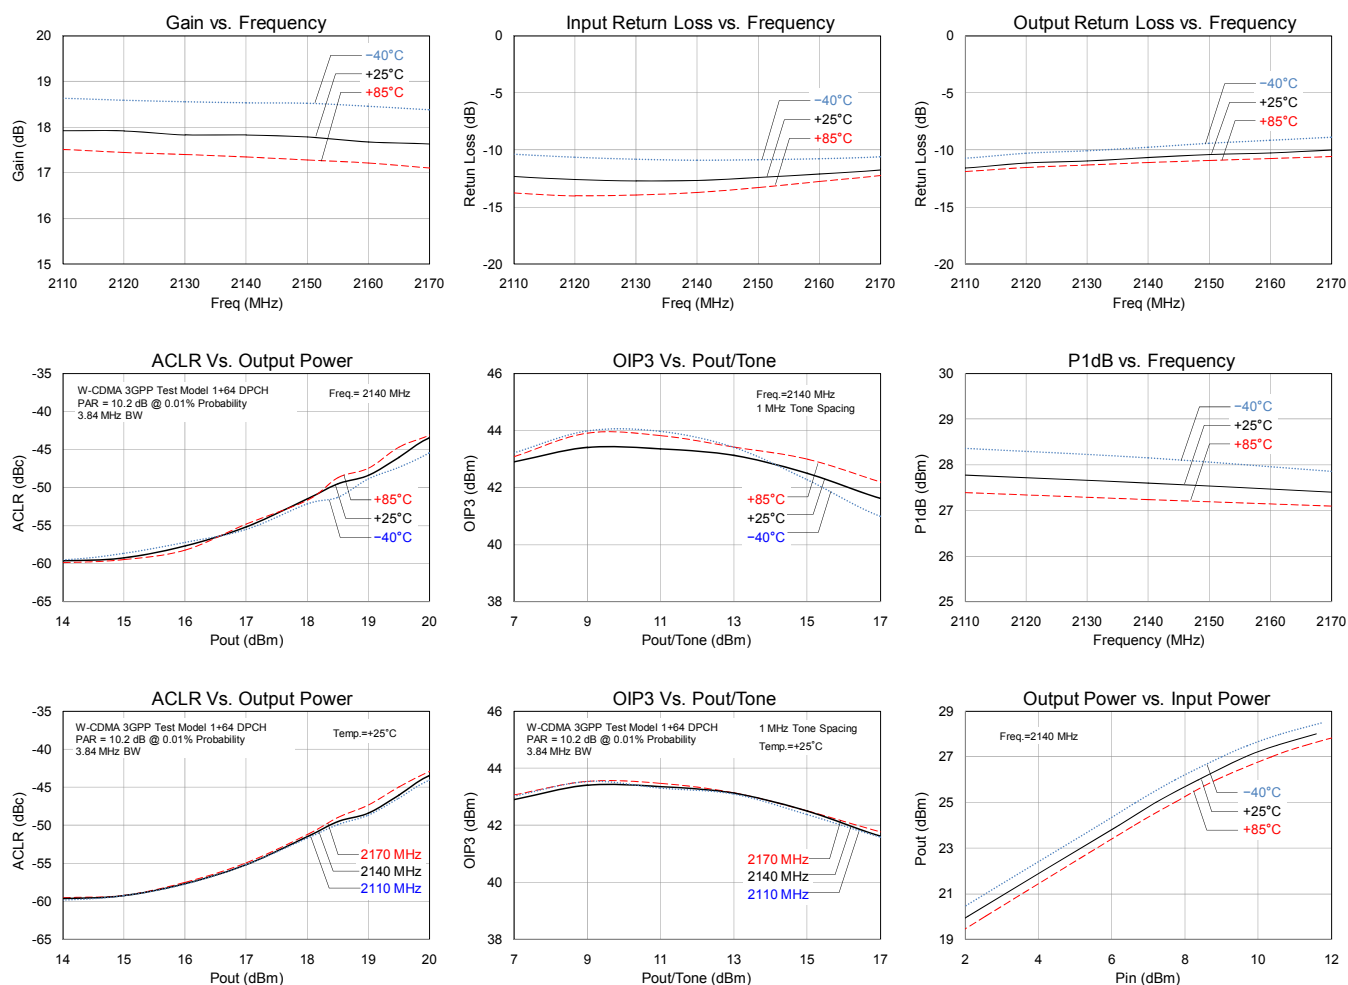 Gain vs. Frequency
20
19
18
17
16
15
Gain (dB)
−40°C
+25°C
+85°C
2110 2120 2130 2140 2150 2160 2170
Freq (MHz)
Input Return Loss vs. Frequency
0
-5
-10
-15
-20
Retun Loss (dB)
−40°C
+25°C
+85°C
2110 2120 2130 2140 2150 2160 2170
Freq (MHz)
Output Return Loss vs. Frequency
0
-5
-10
-15
-20
Retun Loss (dB)
−40°C
+25°C
+85°C
2110 2120 2130 2140 2150 2160 2170
Freq (MHz)
ACLR Vs. Output Power
-35
-40
-45
-50
-55
-60
-65
ACLR (dBc)
W-CDMA 3GPP Test Model 1+64 DPCH
PAR = 10.2 dB @ 0.01% Probability
3.84 MHz BW
Freq.= 2140 MHz
+85°C
+25°C
−40°C
14 15 16 17 18 19 20
Pout (dBm)
OIP3 Vs. Pout/Tone
46
44
42
40
38
OIP3 (dBm)
Freq.=2140 MHz
1 MHz Tone Spacing
+85°C
+25°C
−40°C
7 9 11 13 15 17
Pout/Tone (dBm)
P1dB vs. Frequency
30
29
28
27
26
25
P1dB (dBm)
−40°C
+25°C
+85°C
2110 2120 2130 2140 2150 2160 2170
Frequency (MHz)
ACLR Vs. Output Power
-35
-40
-45
-50
-55
-60
-65
ACLR (dBc)
W-CDMA 3GPP Test Model 1+64 DPCH
PAR = 10.2 dB @ 0.01% Probability
3.84 MHz BW
Temp.=+25°C
2170 MHz
2140 MHz
2110 MHz
14 15 16 17 18 19 20
Pout (dBm)
OIP3 Vs. Pout/Tone
46
44
42
40
38
OIP3 (dBm)
W-CDMA 3GPP Test Model 1+64 DPCH
PAR = 10.2 dB @ 0.01% Probability
3.84 MHz BW
1 MHz Tone Spacing
Temp.=+25°C
2170 MHz
2140 MHz
2110 MHz
7 9 11 13 15 17
Pout/Tone (dBm)
Output Power vs. Input Power
29
27
25
23
21
19
Pout (dBm)
Freq.=2140 MHz
−40°C
+25°C
+85°C
2 4 6 8 10 12
Pin (dBm)